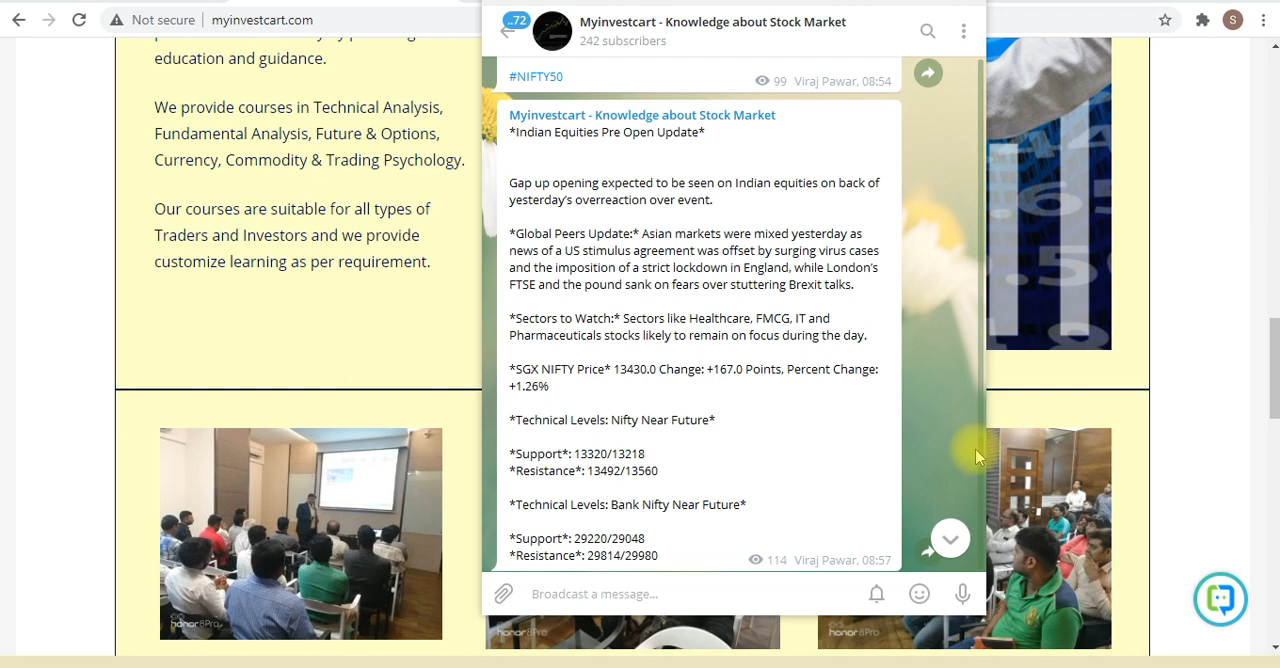 Not secure
myinvestcart.com
S
education and guidance.
We provide courses in Technical Analysis,
Fundamental Analysis, Future & Options,
Currency, Commodity & Trading Psychology.
Our courses are suitable for all types of
Traders and Investors and we provide
customize learning as per requirement.
..72
Myinvestcart - Knowledge about Stock Market
242 subscribers
#NIFTY50
99 Viraj Pawar, 08:54
Myinvestcart - Knowledge about Stock Market
*Indian Equities Pre Open Update*
Gap up opening expected to be seen on Indian equities on back of
yesterday's overreaction over event.
*Global Peers Update:* Asian markets were mixed yesterday as
news of a US stimulus agreement was offset by surging virus cases
and the imposition of a strict lockdown in England, while London's
FTSE and the pound sank on fears over stuttering Brexit talks.
*Sectors to Watch:* Sectors like Healthcare, FMCG, IT and
Pharmaceuticals stocks likely to remain on focus during the day.
*SGX NIFTY Price* 13430.0 Change: +167.0 Points, Percent Change:
+1.26%
*Technical Levels: Nifty Near Future*
*Support*: 13320/13218
*Resistance*: 13492/13560
*Technical Levels: Bank Nifty Near Future*
*Support*: 29220/29048
*Resistance*: 29814/29980
114 Viraj Pawar, 08:57
Broadcast a message...
honor8Pro
honor8Pro
honor8Pro